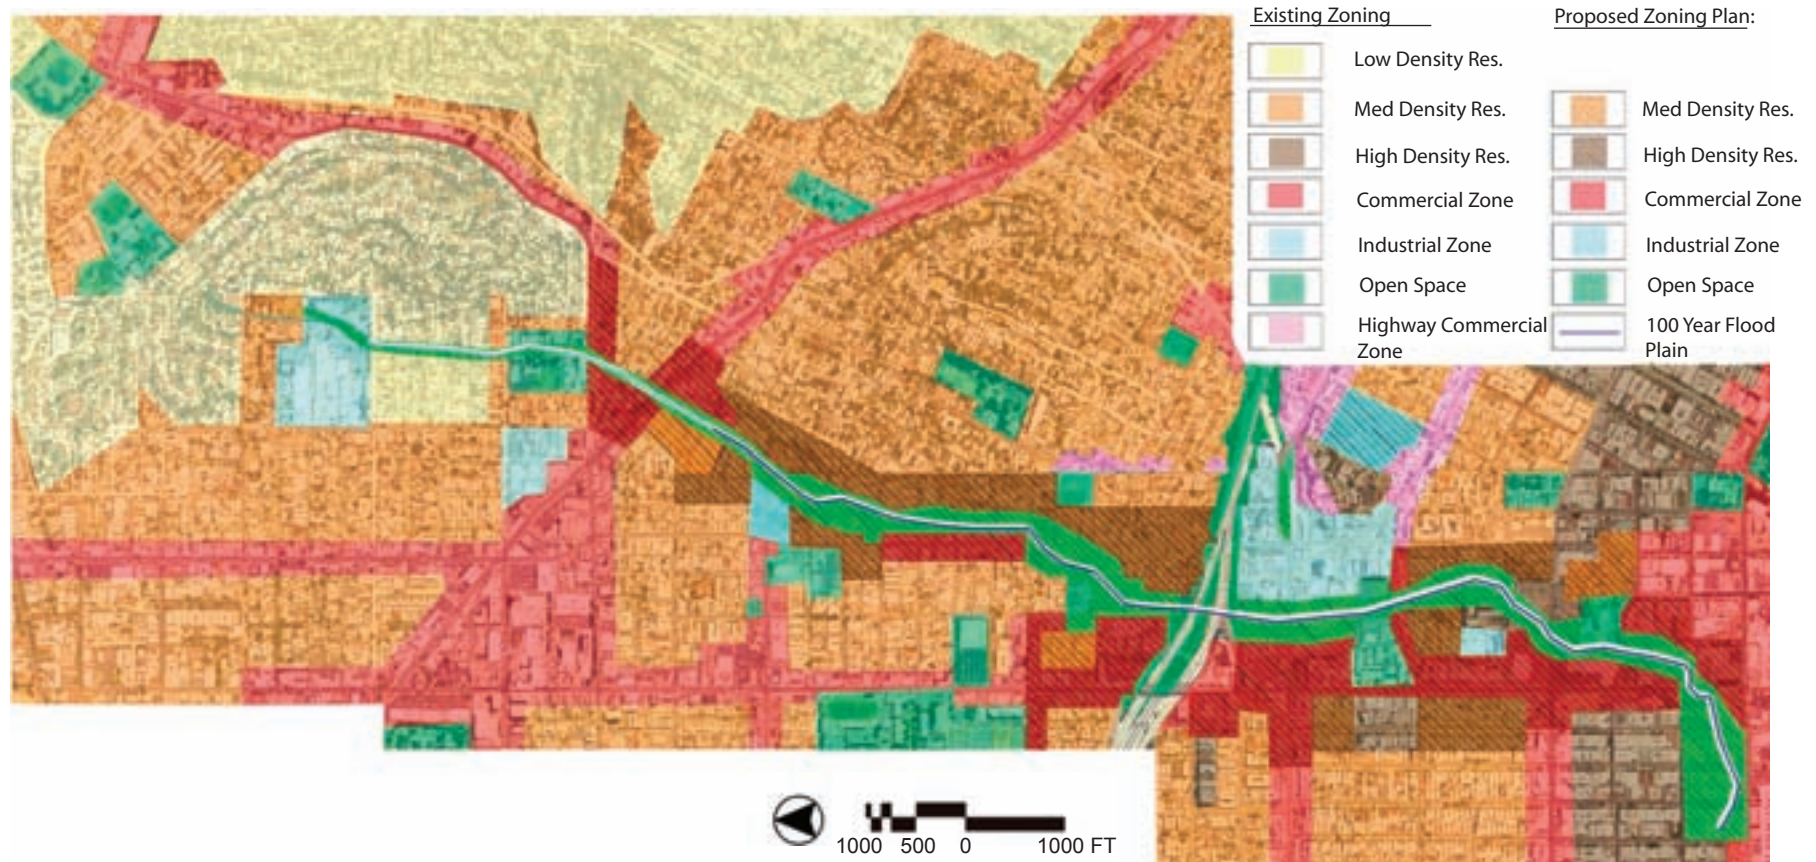 Existing Zoning
Proposed Zoning Plan:
Low Density Res.
Med Density Res.
Med Density Res.
High Density Res.
High Density Res.
Commercial Zone
Commercial Zone
Industrial Zone
Industrial Zone
Open Space
Open Space
Highway Commercial
Zone
100 Year Flood
Plain
1000 500 0 1000 FT